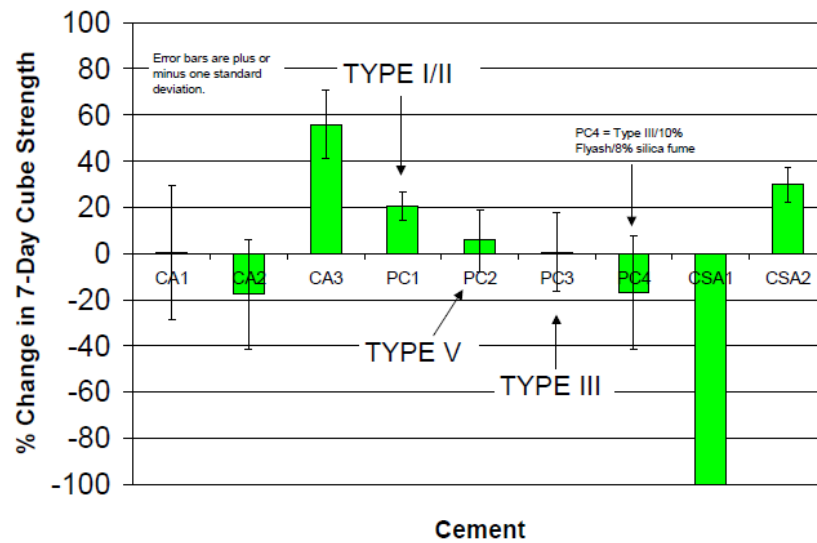 100
80
60
40
20
0
-20
-40
-60
-80
-100
% Change in 7-Day Cube Strength
Error bars are plus or
minus one standard
deviation.
TYPE I/II
PC4 = Type III/10%
Flyash/8% silica fume
CA1
CA2
CA3
PC1
PC2
PC3
PC4
CSA1
CSA2
TYPE V
TYPE III
Cement